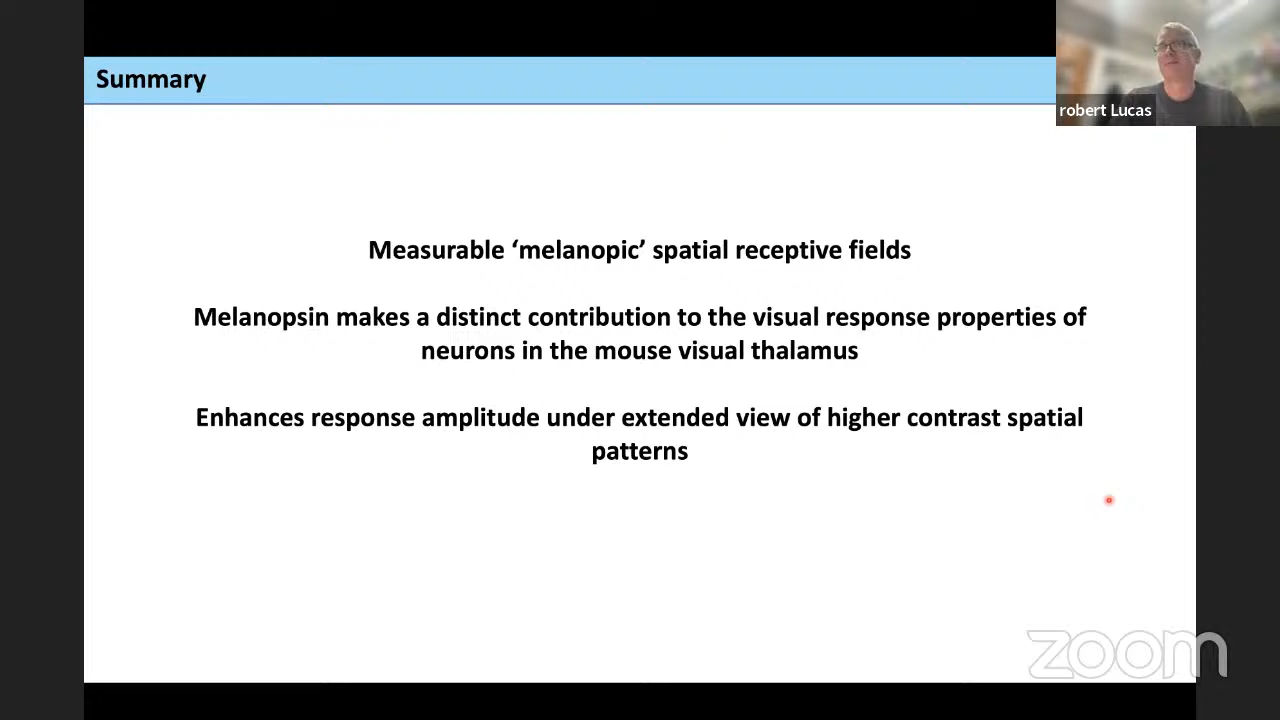 Summary
robert Lucas
Measurable ‘melanopic’ spatial receptive fields
Melanopsin makes a distinct contribution to the visual response properties of
neurons in the mouse visual thalamus
Enhances response amplitude under extended view of higher contrast spatial
patterns
zoom